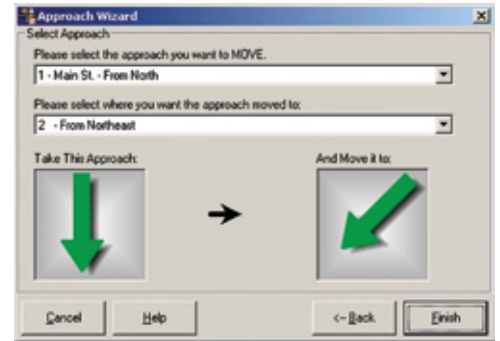 Approach Wizard
Select Approach
Please select the approach you want to MOVE.
1 - Main St. - From North
Please select where you want the approach moved to:
2 - From Northeast
Take This Approach:
And Move it to:
Cancel
Help
<-- Back
Finish